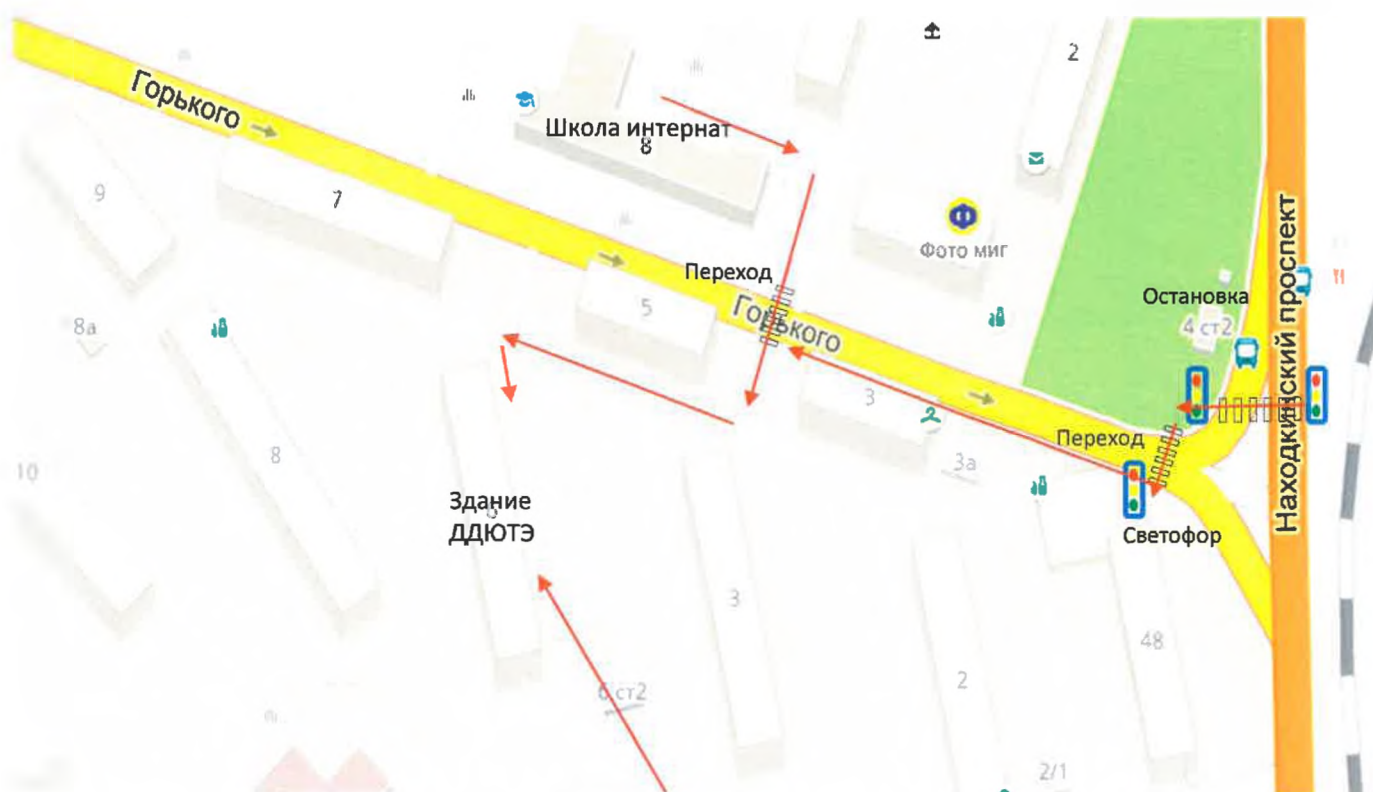 Горького
2
Школа интернат
8
9
7
Фото миг
Переход
Находкинский проспект
Остановка
4 ст2
5
Горького
8а
3
Переход
3а
8
10
Здание
ДДЮТЭ
Светофор
3
48
2
6 ст2
2/1